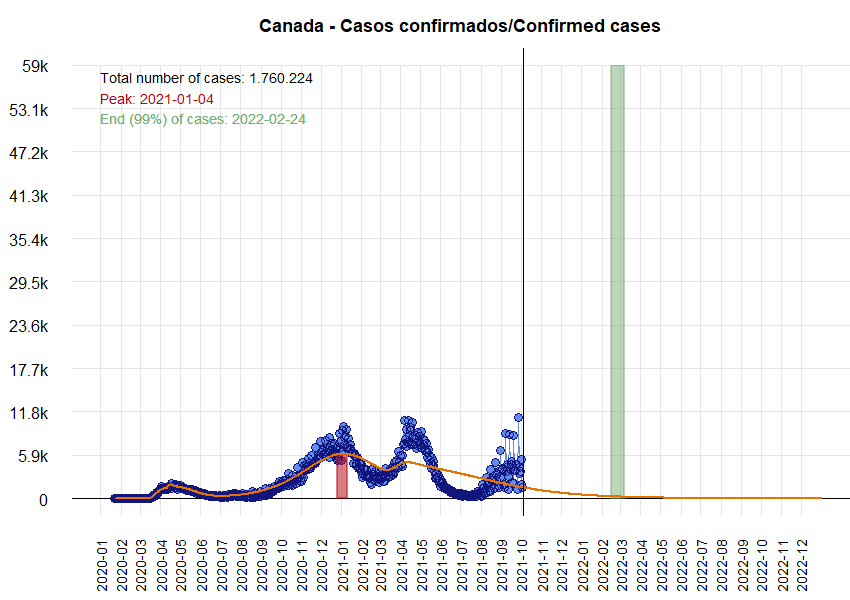 Canada - Casos confirmados/Confirmed cases
59k
53.1k
47.2k
41.3k
35.4k
29.5k
23.6k
17.7k
11.8k
5.9k
0
Total number of cases: 1.760.224
Peak: 2021-01-04
End (99%) of cases: 2022-02-24
2020-01
2020-02
2020-03
2020-04
2020-05
2020-06
2020-07
2020-08
2020-09
2020-10
2020-11
2020-12
2021-01
2021-02
2021-03
2021-04
2021-05
2021-06
2021-07
2021-08
2021-09
2021-10
2021-11
2021-12
2022-01
2022-02
2022-03
2022-04
2022-05
2022-06
2022-07
2022-08
2022-09
2022-10
2022-11
2022-12